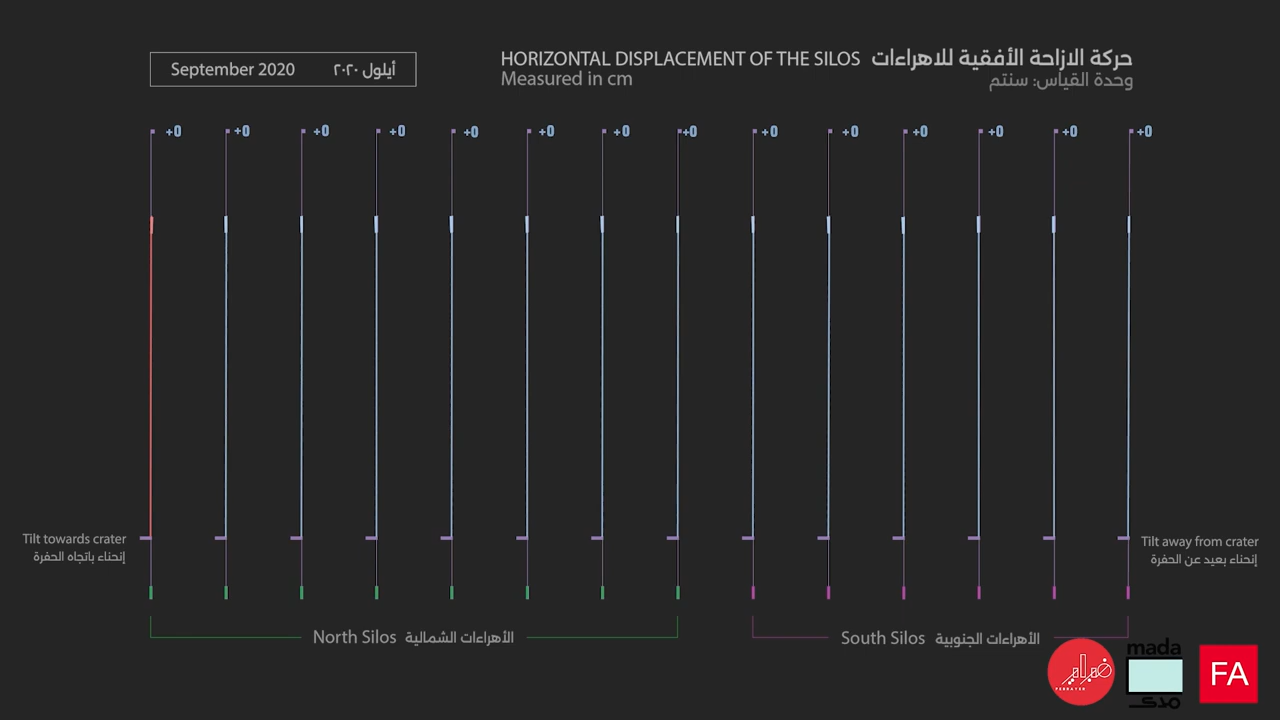 September 2020 أيلول ٢٠٢٠
HORIZONTAL DISPLACEMENT OF THE SILOS حركة الازاحة الأفقية للاهراءات
Measured in cm وحدة القياس: سنتم
+0 +0 +0 +0 +0 +0 +0 +0 +0 +0 +0 +0 +0 +0
Tilt towards crater
إنحناء باتجاه الحفرة
Tilt away from crater
إنحناء بعيد عن الحفرة
North Silos الأهراءات الشمالية
South Silos الأهراءات الجنوبية
mada
مدى
FA